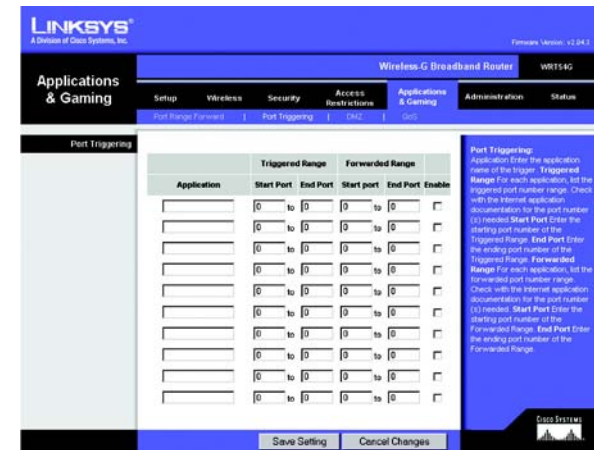 LINKSYS®
A Division of Cisco Systems, Inc.
Firmware Version: v2.04.3
Wireless-G Broadband Router WRT54G
Applications & Gaming
Setup Wireless Security Access Restrictions Applications & Gaming Administration Status
Port Range Forward | Port Triggering | DMZ | QoS
Port Triggering
Triggered Range Forwarded Range
Application Start Port End Port Start port End Port Enable
0 to 0 0 to 0
0 to 0 0 to 0
0 to 0 0 to 0
0 to 0 0 to 0
0 to 0 0 to 0
0 to 0 0 to 0
0 to 0 0 to 0
0 to 0 0 to 0
0 to 0 0 to 0
0 to 0 0 to 0
Save Setting Cancel Changes
Port Triggering:
Application Enter the application
name of the trigger. Triggered
Range For each application, list the
triggered port number range. Check
with the Internet application
documentation for the port number
(s) needed. Start Port Enter the
starting port number of the
Triggered Range. End Port Enter
the ending port number of the
Triggered Range. Forwarded
Range For each application, list the
forwarded port number range.
Check with the Internet application
documentation for the port number
(s) needed. Start Port Enter the
starting port number of the
Forwarded Range. End Port Enter
the ending port number of the
Forwarded Range.
CISCO SYSTEMS